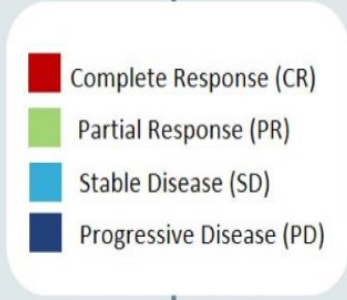 Complete Response (CR)
Partial Response (PR)
Stable Disease (SD)
Progressive Disease (PD)